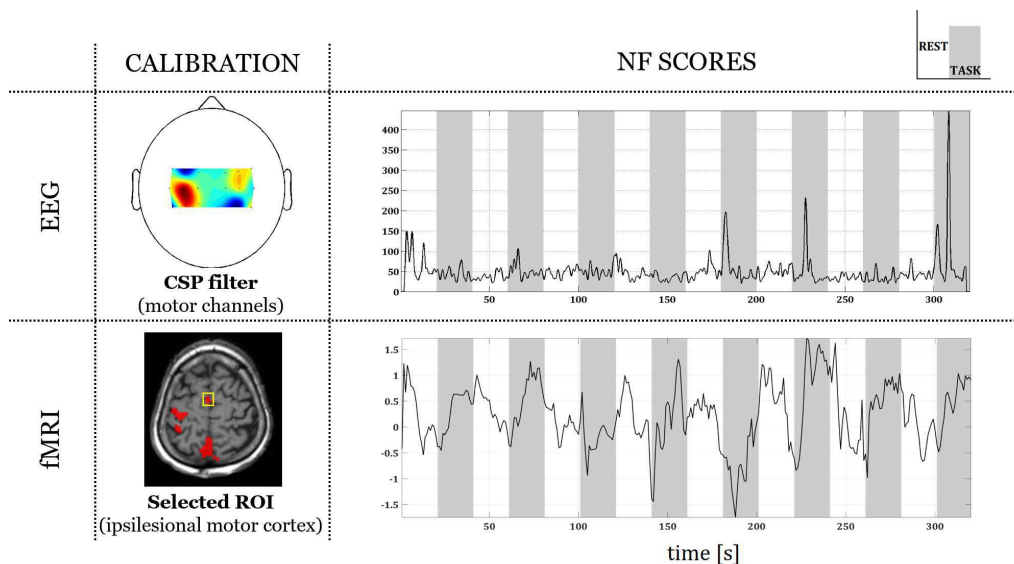 CALIBRATION
NF SCORES
REST
TASK
EEG
CSP filter
(motor channels)
400
350
300
250
200
150
100
50
0
50
100
150
200
250
300
fMRI
Selected ROI
(ipsilesional motor cortex)
1.5
1
0.5
0
-0.5
-1
-1.5
50
100
150
200
250
300
time [s]